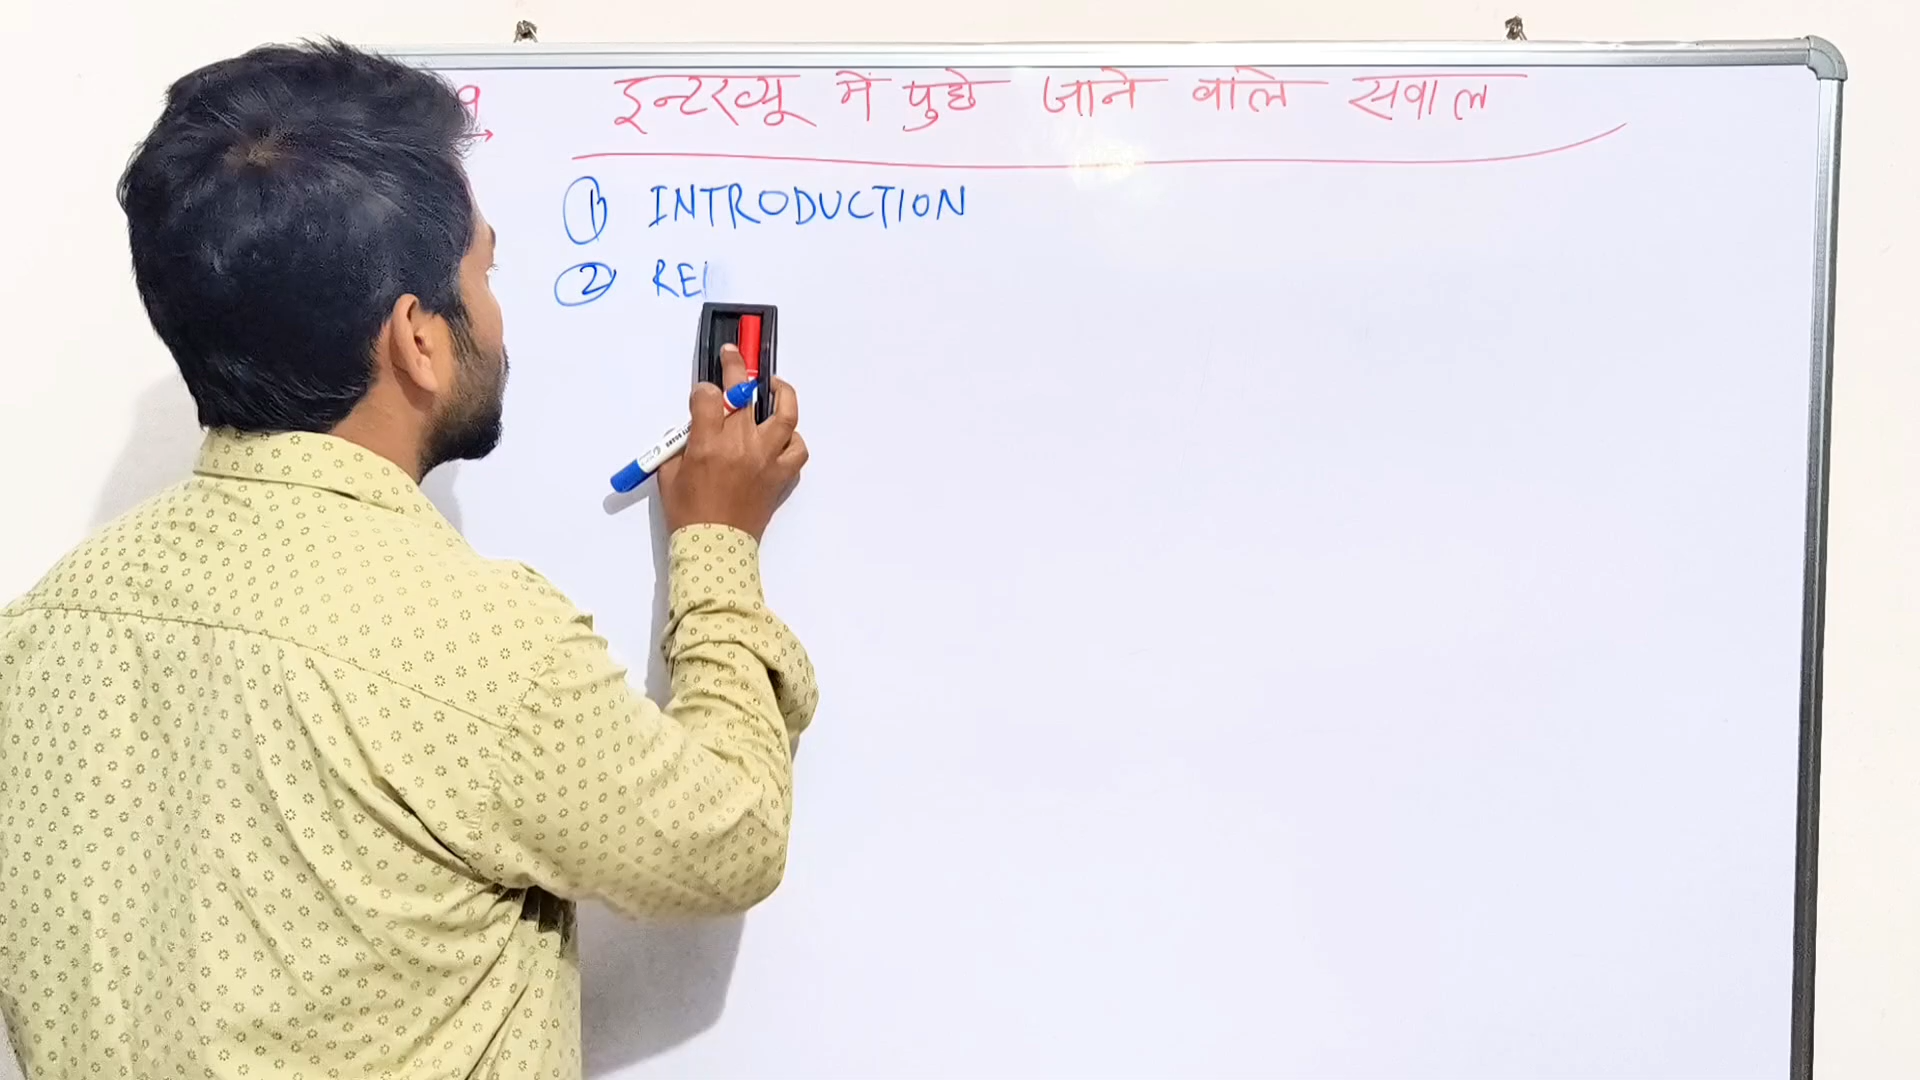 इन्टरव्यू में पुछे जाने वाले सवाल
① INTRODUCTION
② RE